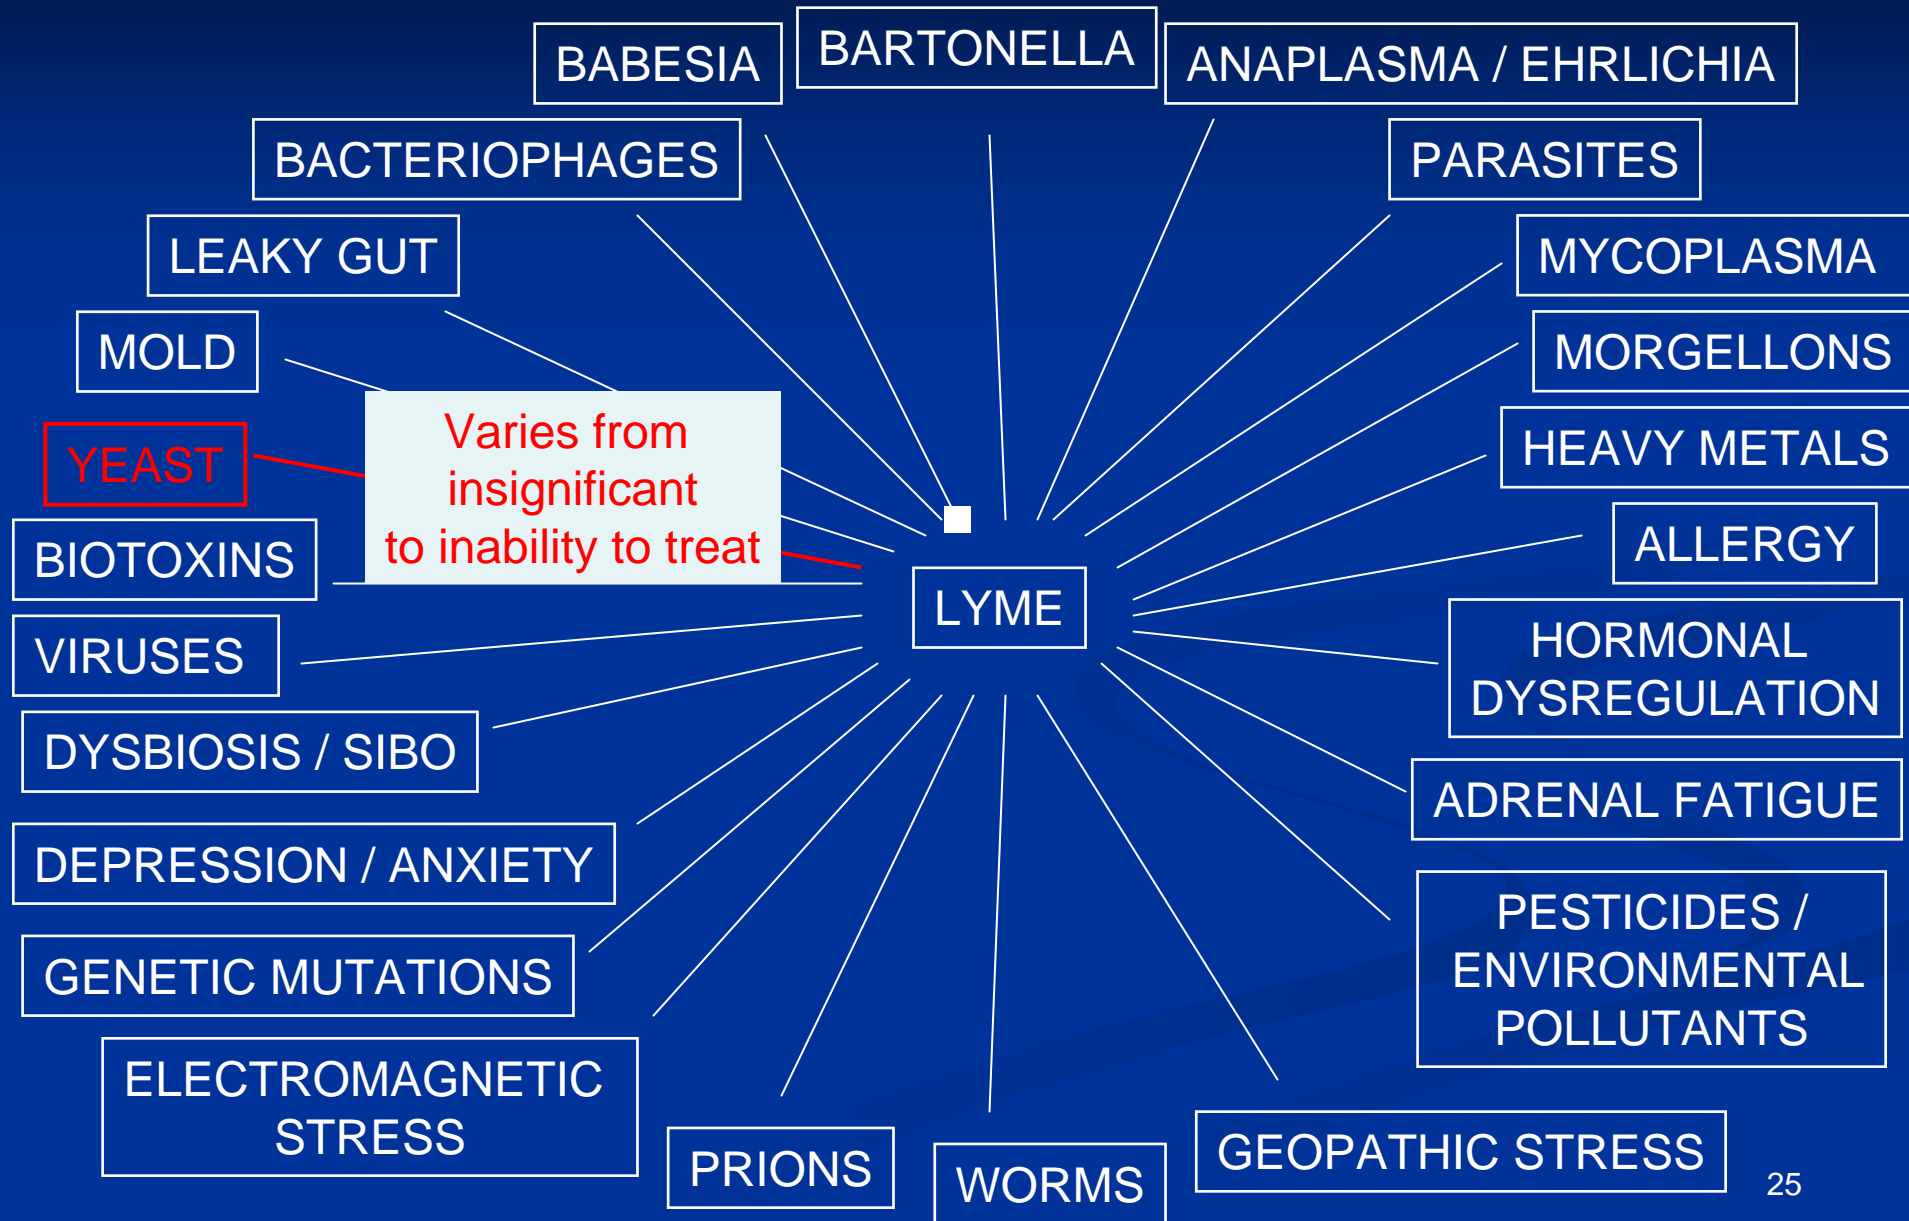 BABESIA
BARTONELLA
ANAPLASMA / EHRLICHIA
BACTERIOPHAGES
PARASITES
LEAKY GUT
MYCOPLASMA
MOLD
MORGELLONS
YEAST
Varies from
insignificant
to inability to treat
HEAVY METALS
BIOTOXINS
ALLERGY
LYME
VIRUSES
HORMONAL
DYSREGULATION
DYSBIOSIS / SIBO
ADRENAL FATIGUE
DEPRESSION / ANXIETY
PESTICIDES /
ENVIRONMENTAL
POLLUTANTS
GENETIC MUTATIONS
ELECTROMAGNETIC
STRESS
PRIONS
WORMS
GEOPATHIC STRESS
25